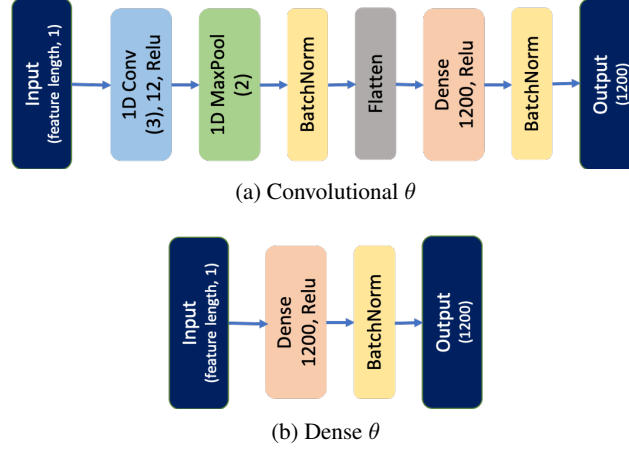 Input
(feature length, 1)
1D Conv
(3), 12, Relu
1D MaxPool
(2)
BatchNorm
Flatten
Dense
1200, Relu
BatchNorm
Output
(1200)
(a) Convolutional θ
Input
(feature length, 1)
Dense
1200, Relu
BatchNorm
Output
(1200)
(b) Dense θ